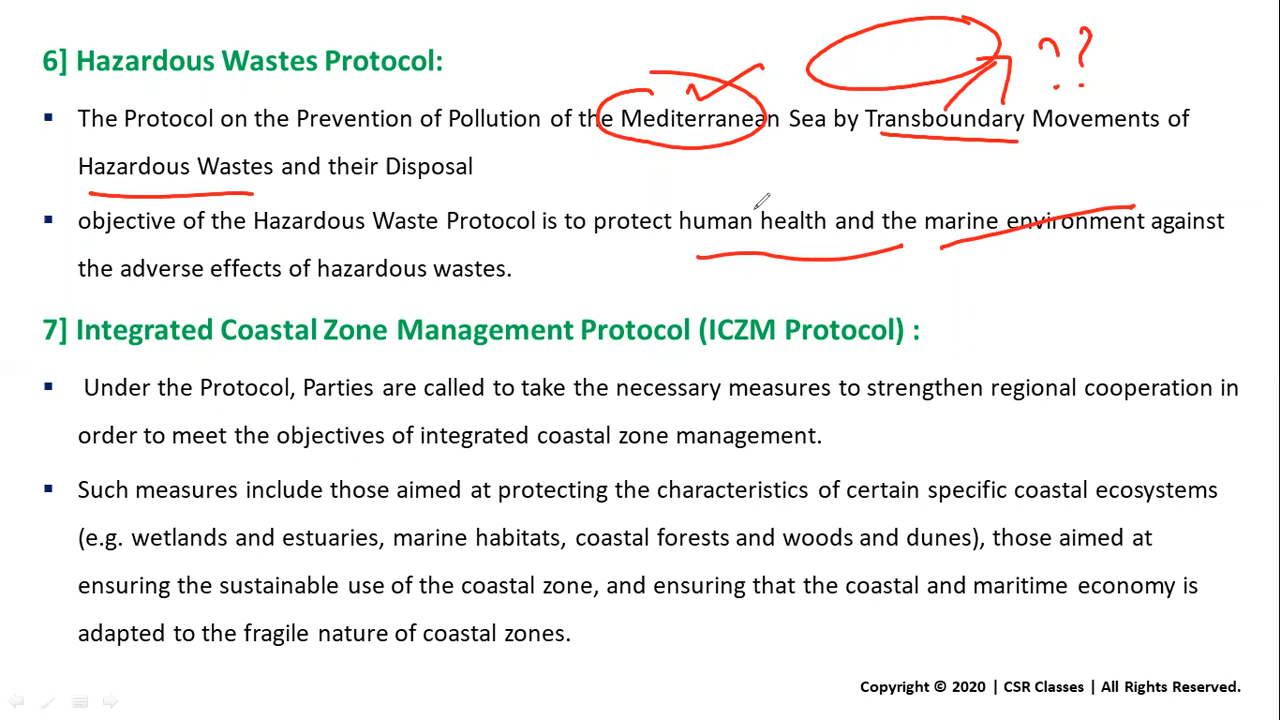 6] Hazardous Wastes Protocol:
??
▪ The Protocol on the Prevention of Pollution of the Mediterranean Sea by Transboundary Movements of
Hazardous Wastes and their Disposal
▪ objective of the Hazardous Waste Protocol is to protect human health and the marine environment against
the adverse effects of hazardous wastes.
7] Integrated Coastal Zone Management Protocol (ICZM Protocol) :
▪ Under the Protocol, Parties are called to take the necessary measures to strengthen regional cooperation in
order to meet the objectives of integrated coastal zone management.
▪ Such measures include those aimed at protecting the characteristics of certain specific coastal ecosystems
(e.g. wetlands and estuaries, marine habitats, coastal forests and woods and dunes), those aimed at
ensuring the sustainable use of the coastal zone, and ensuring that the coastal and maritime economy is
adapted to the fragile nature of coastal zones.
Copyright © 2020 | CSR Classes | All Rights Reserved.